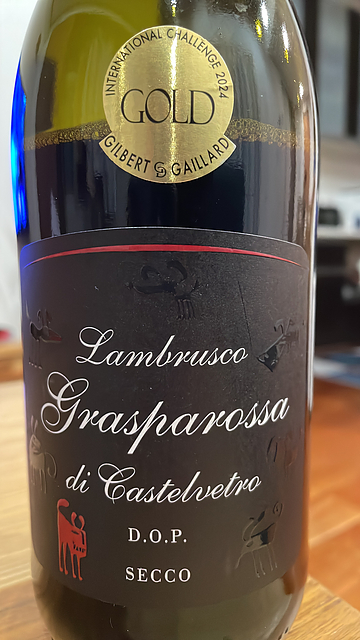 INTERNATIONAL CHALLENGE 2024
GOLD
GILBERT & GAILLARD
Lambrusco
Grasparossa
di Castelvetro
D.O.P.
SECCO